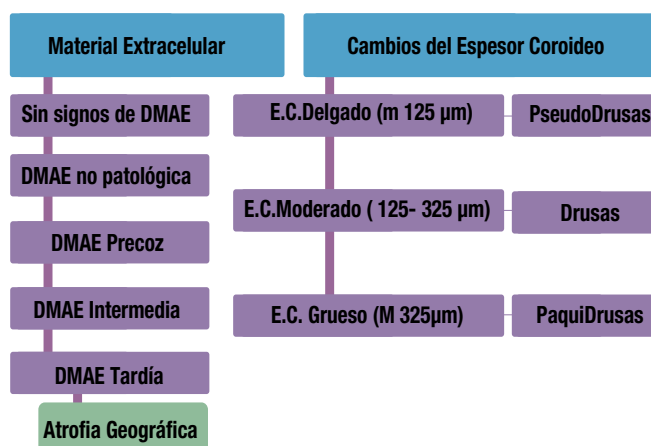 Material Extracelular
Sin signos de DMAE
DMAE no patológica
DMAE Precoz
DMAE Intermedia
DMAE Tardía
Atrofia Geográfica
Cambios del Espesor Coroideo
E.C.Delgado (m 125 µm)
PseudoDrusas
E.C.Moderado ( 125- 325 µm)
Drusas
E.C. Grueso (M 325µm)
PaquiDrusas